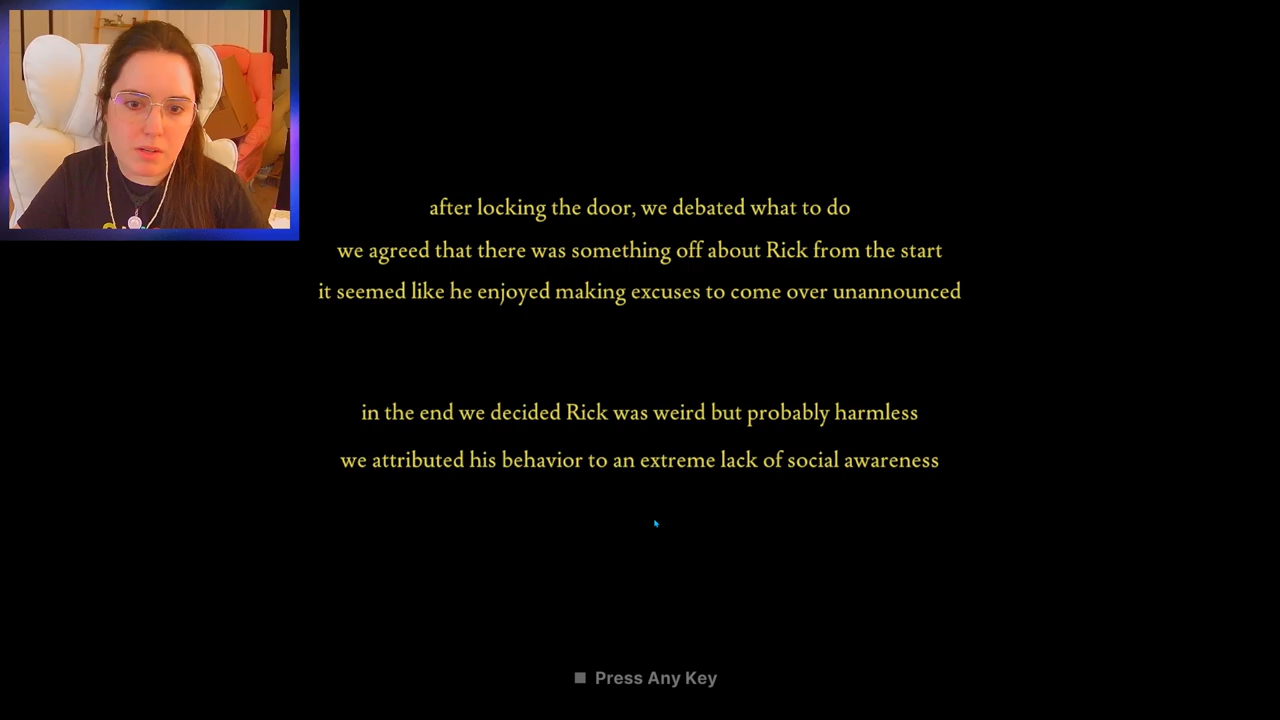 after locking the door, we debated what to do
we agreed that there was something off about Rick from the start
it seemed like he enjoyed making excuses to come over unannounced
in the end we decided Rick was weird but probably harmless
we attributed his behavior to an extreme lack of social awareness
Press Any Key